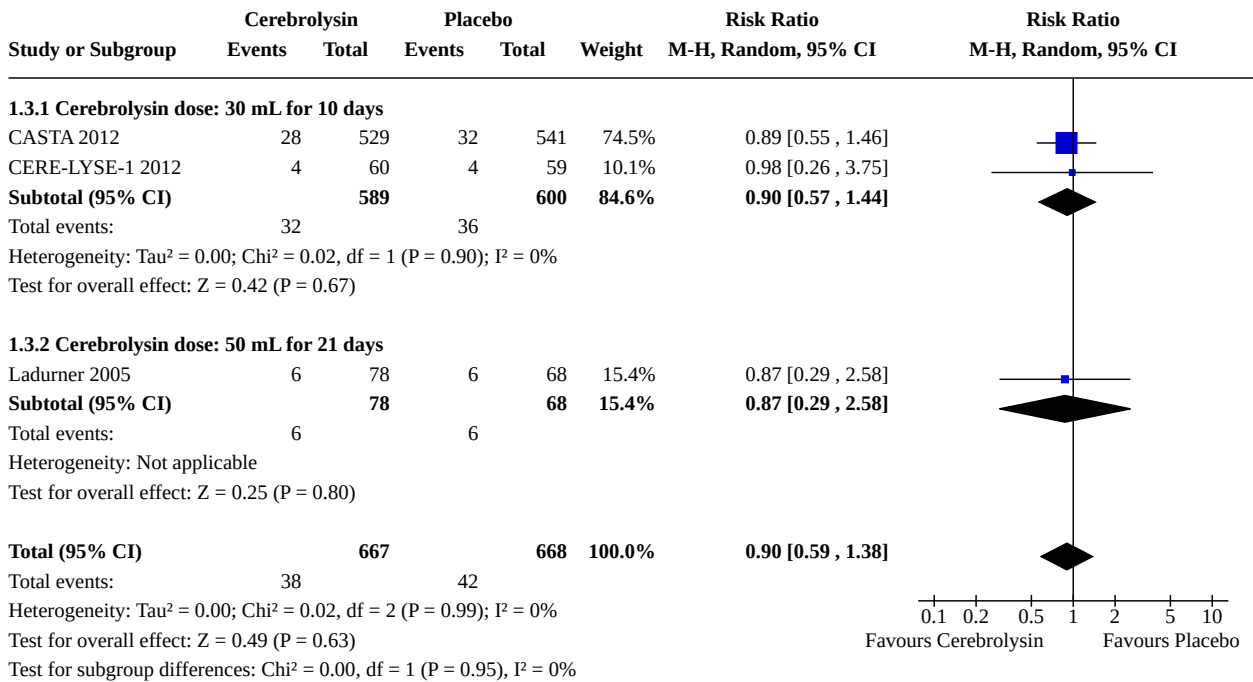 Cerebrolysin Placebo Risk Ratio Risk Ratio
Study or Subgroup Events Total Events Total Weight M-H, Random, 95% CI M-H, Random, 95% CI
1.3.1 Cerebrolysin dose: 30 mL for 10 days
CASTA 2012 28 529 32 541 74.5% 0.89 [0.55 , 1.46]
CERE-LYSE-1 2012 4 60 4 59 10.1% 0.98 [0.26 , 3.75]
Subtotal (95% CI) 589 600 84.6% 0.90 [0.57 , 1.44]
Total events: 32 36
Heterogeneity: Tau² = 0.00; Chi² = 0.02, df = 1 (P = 0.90); I² = 0%
Test for overall effect: Z = 0.42 (P = 0.67)
1.3.2 Cerebrolysin dose: 50 mL for 21 days
Ladurner 2005 6 78 6 68 15.4% 0.87 [0.29 , 2.58]
Subtotal (95% CI) 78 68 15.4% 0.87 [0.29 , 2.58]
Total events: 6 6
Heterogeneity: Not applicable
Test for overall effect: Z = 0.25 (P = 0.80)
Total (95% CI) 667 668 100.0% 0.90 [0.59 , 1.38]
Total events: 38 42
Heterogeneity: Tau² = 0.00; Chi² = 0.02, df = 2 (P = 0.99); I² = 0%
Test for overall effect: Z = 0.49 (P = 0.63)
Test for subgroup differences: Chi² = 0.00, df = 1 (P = 0.95), I² = 0%
0.1 0.2 0.5 1 2 5 10
Favours Cerebrolysin Favours Placebo